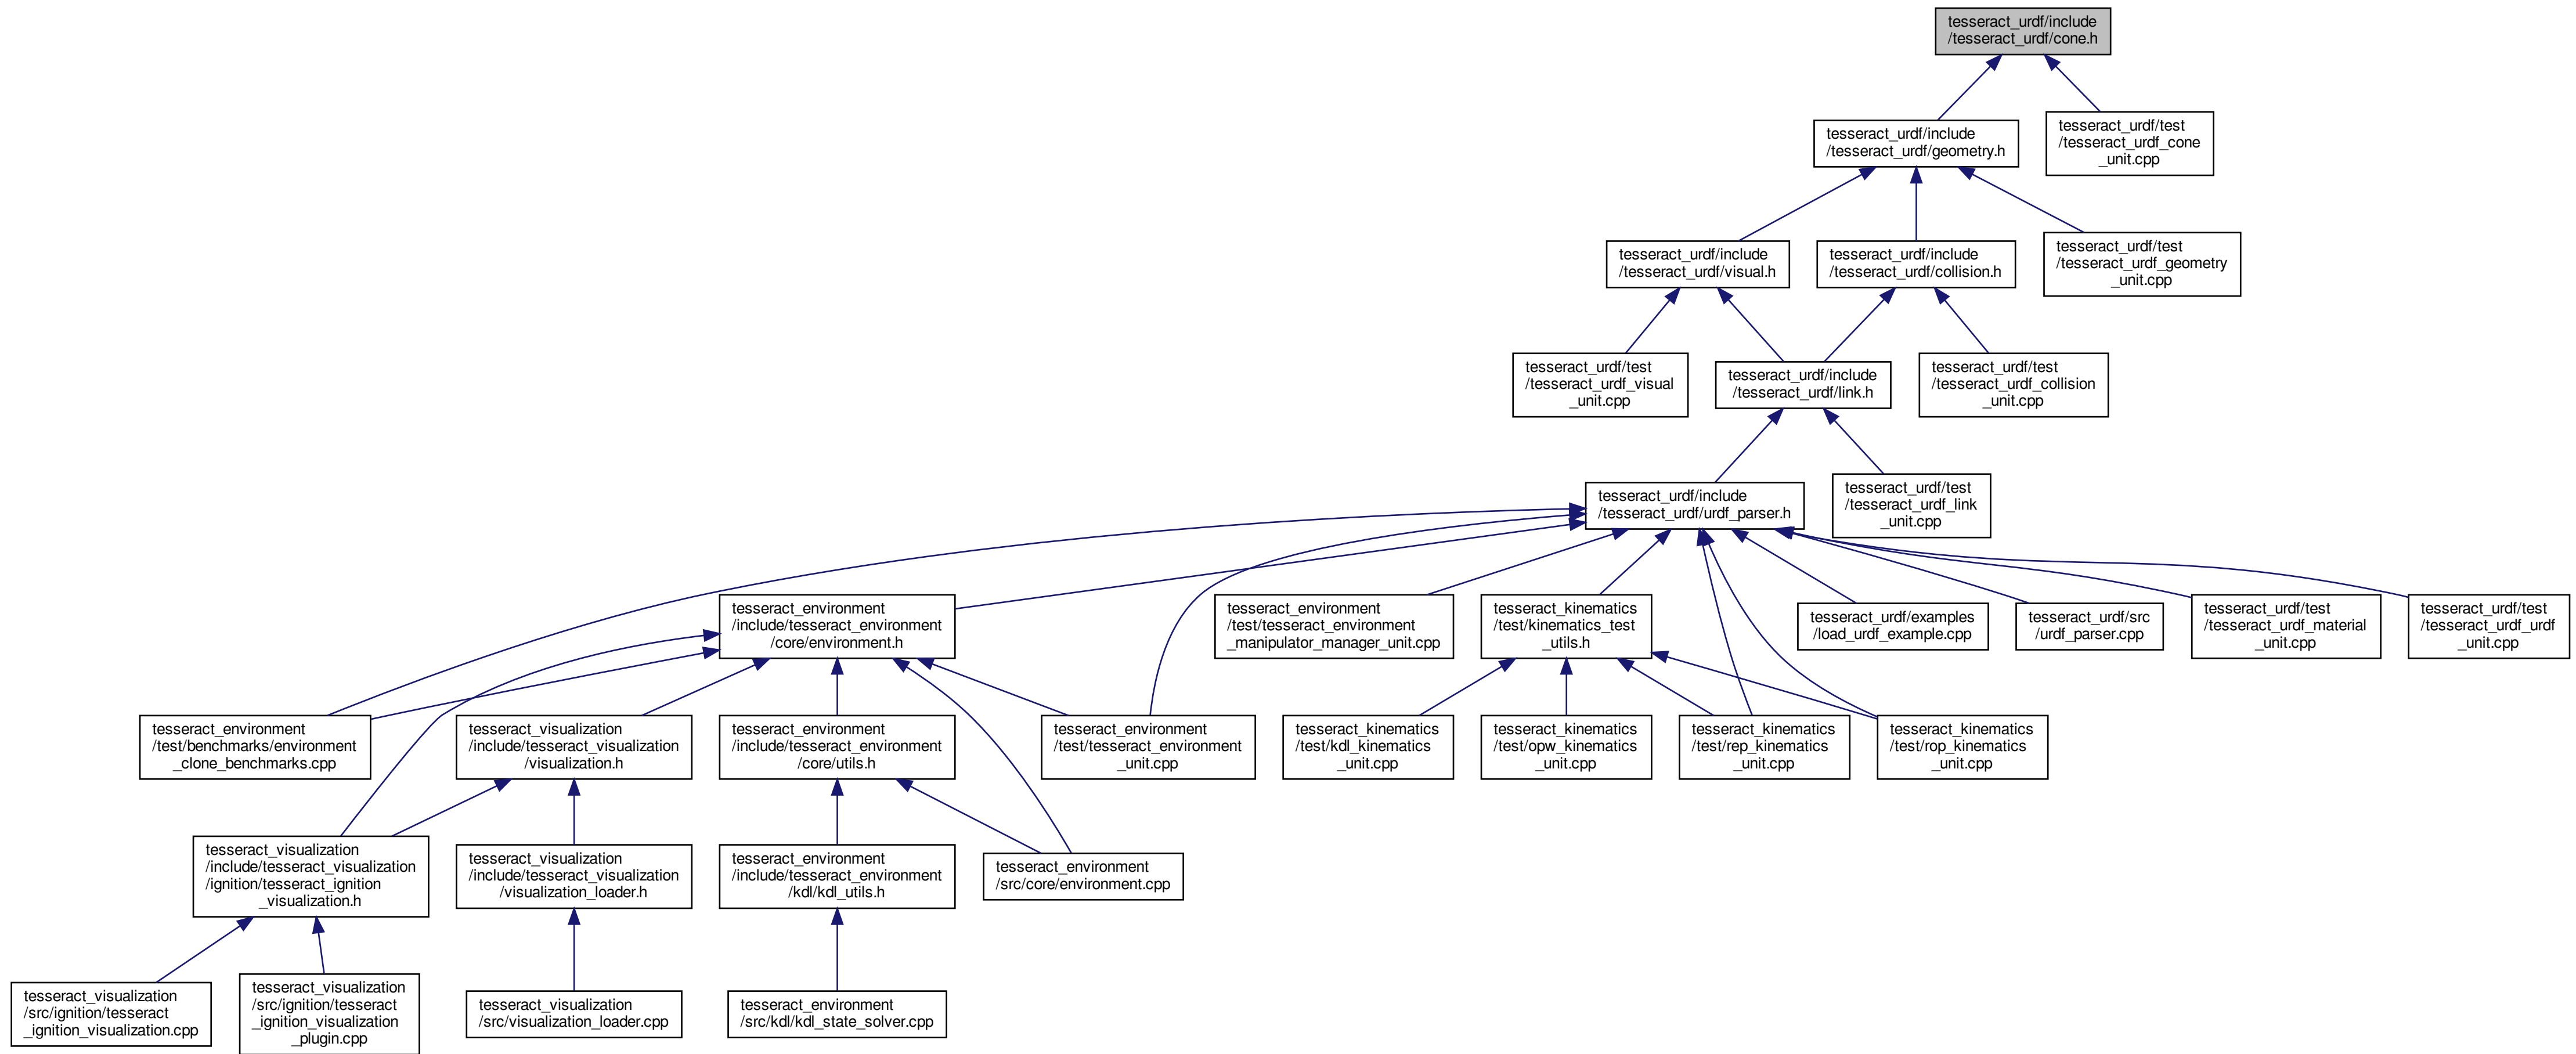 tesseract_urdf/include
/tesseract_urdf/cone.h
tesseract_urdf/include
/tesseract_urdf/geometry.h
tesseract_urdf/test
/tesseract_urdf_cone
_unit.cpp
tesseract_urdf/include
/tesseract_urdf/visual.h
tesseract_urdf/include
/tesseract_urdf/collision.h
tesseract_urdf/test
/tesseract_urdf_geometry
_unit.cpp
tesseract_urdf/test
/tesseract_urdf_visual
_unit.cpp
tesseract_urdf/include
/tesseract_urdf/link.h
tesseract_urdf/test
/tesseract_urdf_collision
_unit.cpp
tesseract_urdf/include
/tesseract_urdf/urdf_parser.h
tesseract_urdf/test
/tesseract_urdf_link
_unit.cpp
tesseract_environment
/include/tesseract_environment
/core/environment.h
tesseract_environment
/test/tesseract_environment
_manipulator_manager_unit.cpp
tesseract_kinematics
/test/kinematics_test
_utils.h
tesseract_urdf/examples
/load_urdf_example.cpp
tesseract_urdf/src
/urdf_parser.cpp
tesseract_urdf/test
/tesseract_urdf_material
_unit.cpp
tesseract_urdf/test
/tesseract_urdf_urdf
_unit.cpp
tesseract_environment
/test/benchmarks/environment
_clone_benchmarks.cpp
tesseract_visualization
/include/tesseract_visualization
/visualization.h
tesseract_environment
/include/tesseract_environment
/core/utils.h
tesseract_environment
/test/tesseract_environment
_unit.cpp
tesseract_kinematics
/test/kdl_kinematics
_unit.cpp
tesseract_kinematics
/test/opw_kinematics
_unit.cpp
tesseract_kinematics
/test/rep_kinematics
_unit.cpp
tesseract_kinematics
/test/rop_kinematics
_unit.cpp
tesseract_visualization
/include/tesseract_visualization
/ignition/tesseract_ignition
_visualization.h
tesseract_visualization
/include/tesseract_visualization
/visualization_loader.h
tesseract_environment
/include/tesseract_environment
/kdl/kdl_utils.h
tesseract_environment
/src/core/environment.cpp
tesseract_visualization
/src/ignition/tesseract
_ignition_visualization.cpp
tesseract_visualization
/src/ignition/tesseract
_ignition_visualization
_plugin.cpp
tesseract_visualization
/src/visualization_loader.cpp
tesseract_environment
/src/kdl/kdl_state_solver.cpp